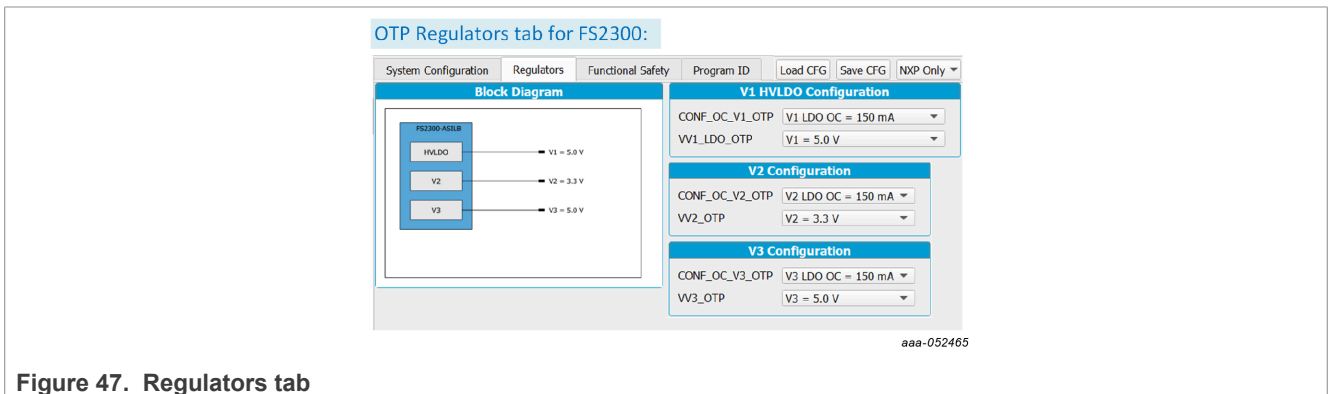 OTP Regulators tab for FS2300:
System Configuration Regulators Functional Safety Program ID Load CFG Save CFG NXP Only
Block Diagram
FS2300-ASILB
HVLDO V1 = 5.0 V
V2 V2 = 3.3 V
V3 V3 = 5.0 V
V1 HVLDO Configuration
CONF_OC_V1_OTP V1 LDO OC = 150 mA
VV1_LDO_OTP V1 = 5.0 V
V2 Configuration
CONF_OC_V2_OTP V2 LDO OC = 150 mA
VV2_OTP V2 = 3.3 V
V3 Configuration
CONF_OC_V3_OTP V3 LDO OC = 150 mA
VV3_OTP V3 = 5.0 V
aaa-052465
Figure 47. Regulators tab